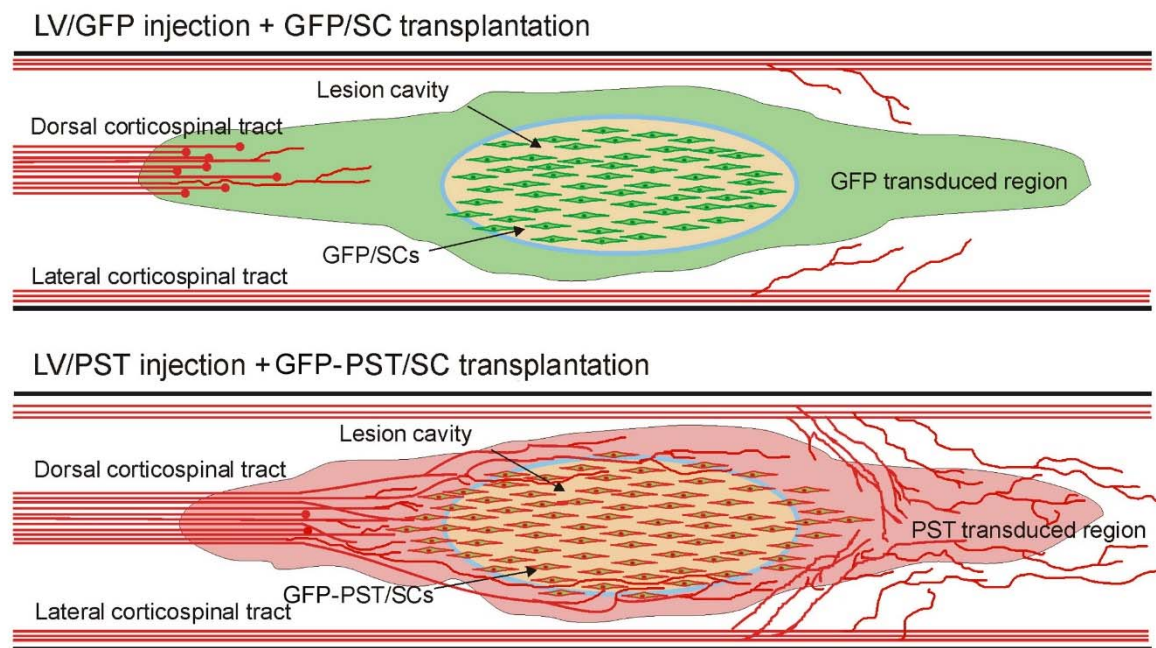 LV/GFP injection + GFP/SC transplantation
Lesion cavity
Dorsal corticospinal tract
GFP transduced region
GFP/SCs
Lateral corticospinal tract
LV/PST injection + GFP-PST/SC transplantation
Lesion cavity
Dorsal corticospinal tract
PST transduced region
GFP-PST/SCs
Lateral corticospinal tract